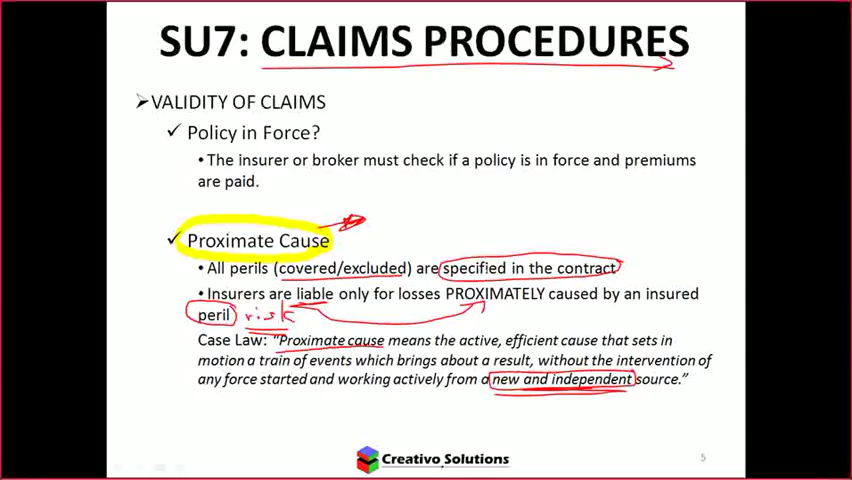 SU7: CLAIMS PROCEDURES
➢VALIDITY OF CLAIMS
✓ Policy in Force?
• The insurer or broker must check if a policy is in force and premiums
are paid.
✓ Proximate Cause
• All perils (covered/excluded) are specified in the contract
• Insurers are liable only for losses PROXIMATELY caused by an insured
peril risk
Case Law: "Proximate cause means the active, efficient cause that sets in
motion a train of events which brings about a result, without the intervention of
any force started and working actively from a new and independent source."
Creativo Solutions
5